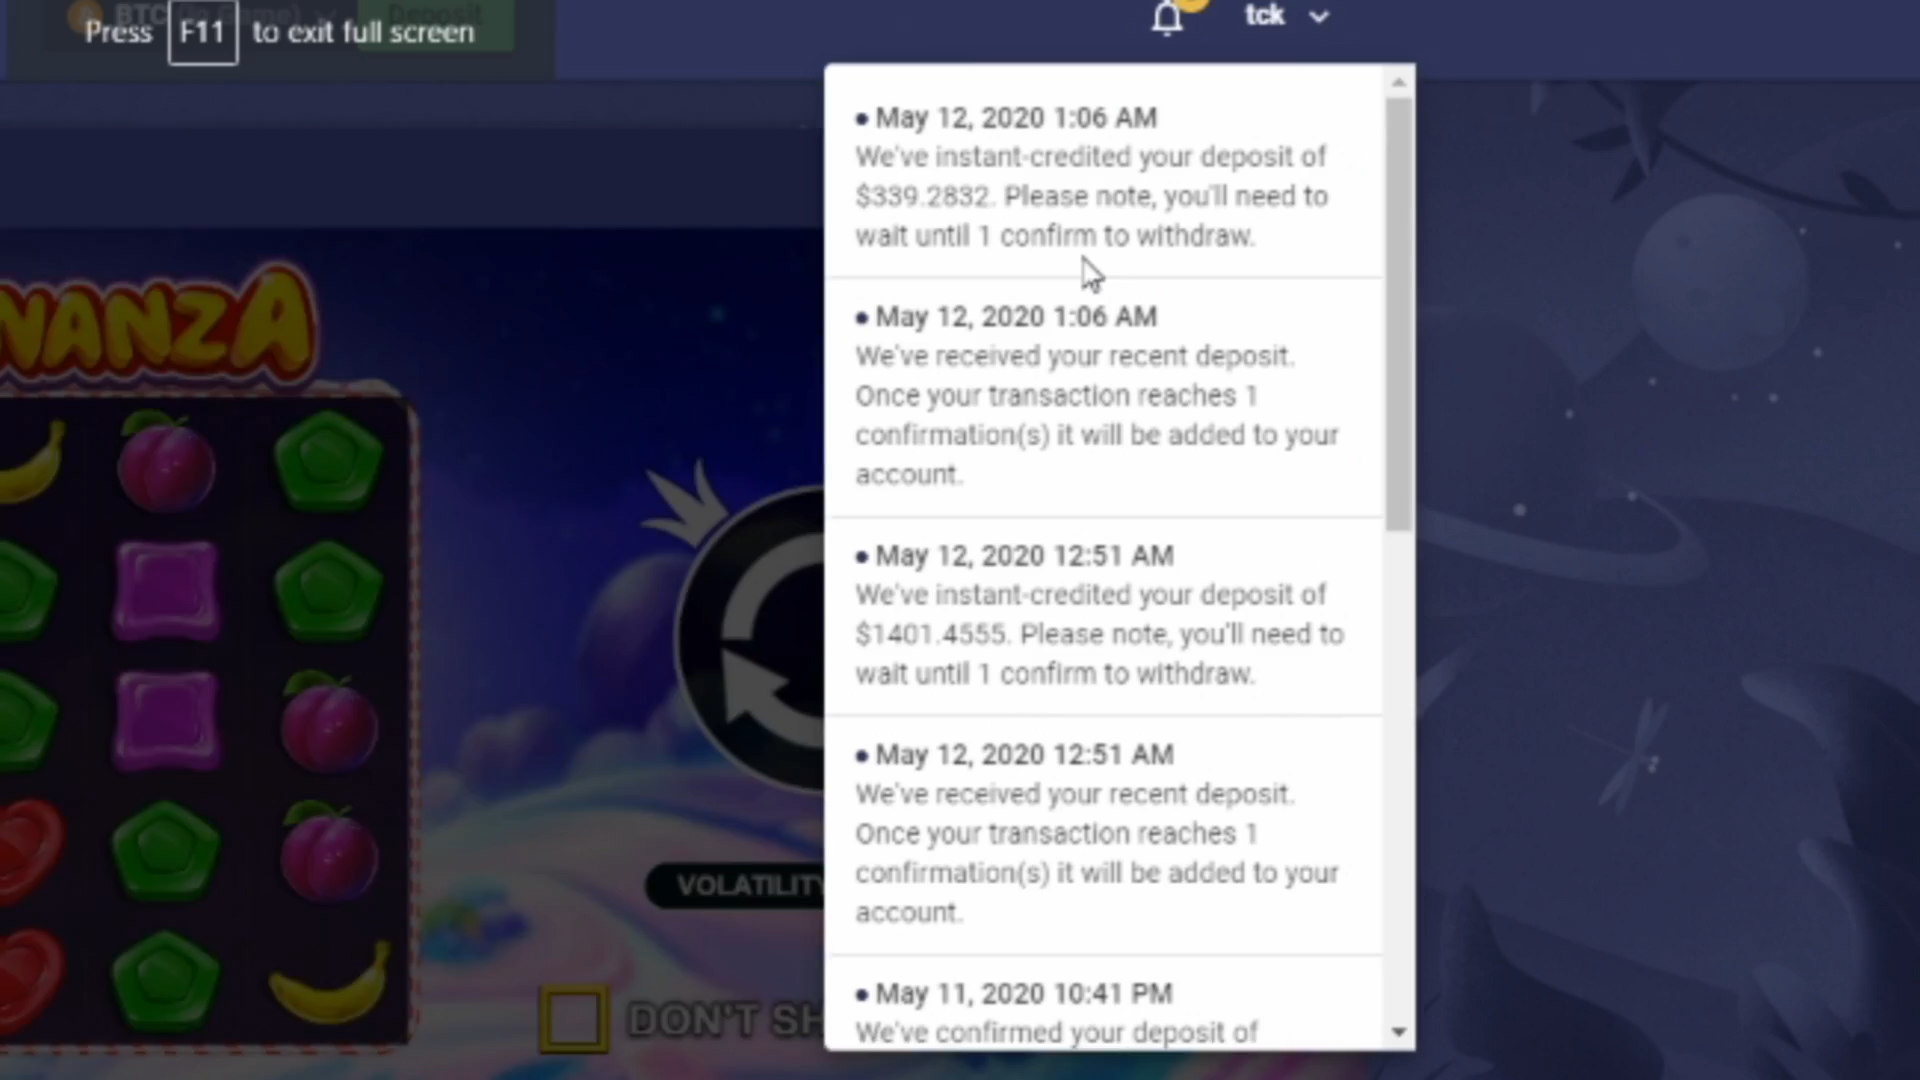 BTC (In Game)
Deposit
Press F11 to exit full screen
tck
May 12, 2020 1:06 AM
We've instant-credited your deposit of
$339.2832. Please note, you'll need to
wait until 1 confirm to withdraw.
May 12, 2020 1:06 AM
We've received your recent deposit.
Once your transaction reaches 1
confirmation(s) it will be added to your
account.
May 12, 2020 12:51 AM
We've instant-credited your deposit of
$1401.4555. Please note, you'll need to
wait until 1 confirm to withdraw.
May 12, 2020 12:51 AM
We've received your recent deposit.
Once your transaction reaches 1
confirmation(s) it will be added to your
account.
May 11, 2020 10:41 PM
We've confirmed your deposit of
NANZA
VOLATILITY
DON'T SH